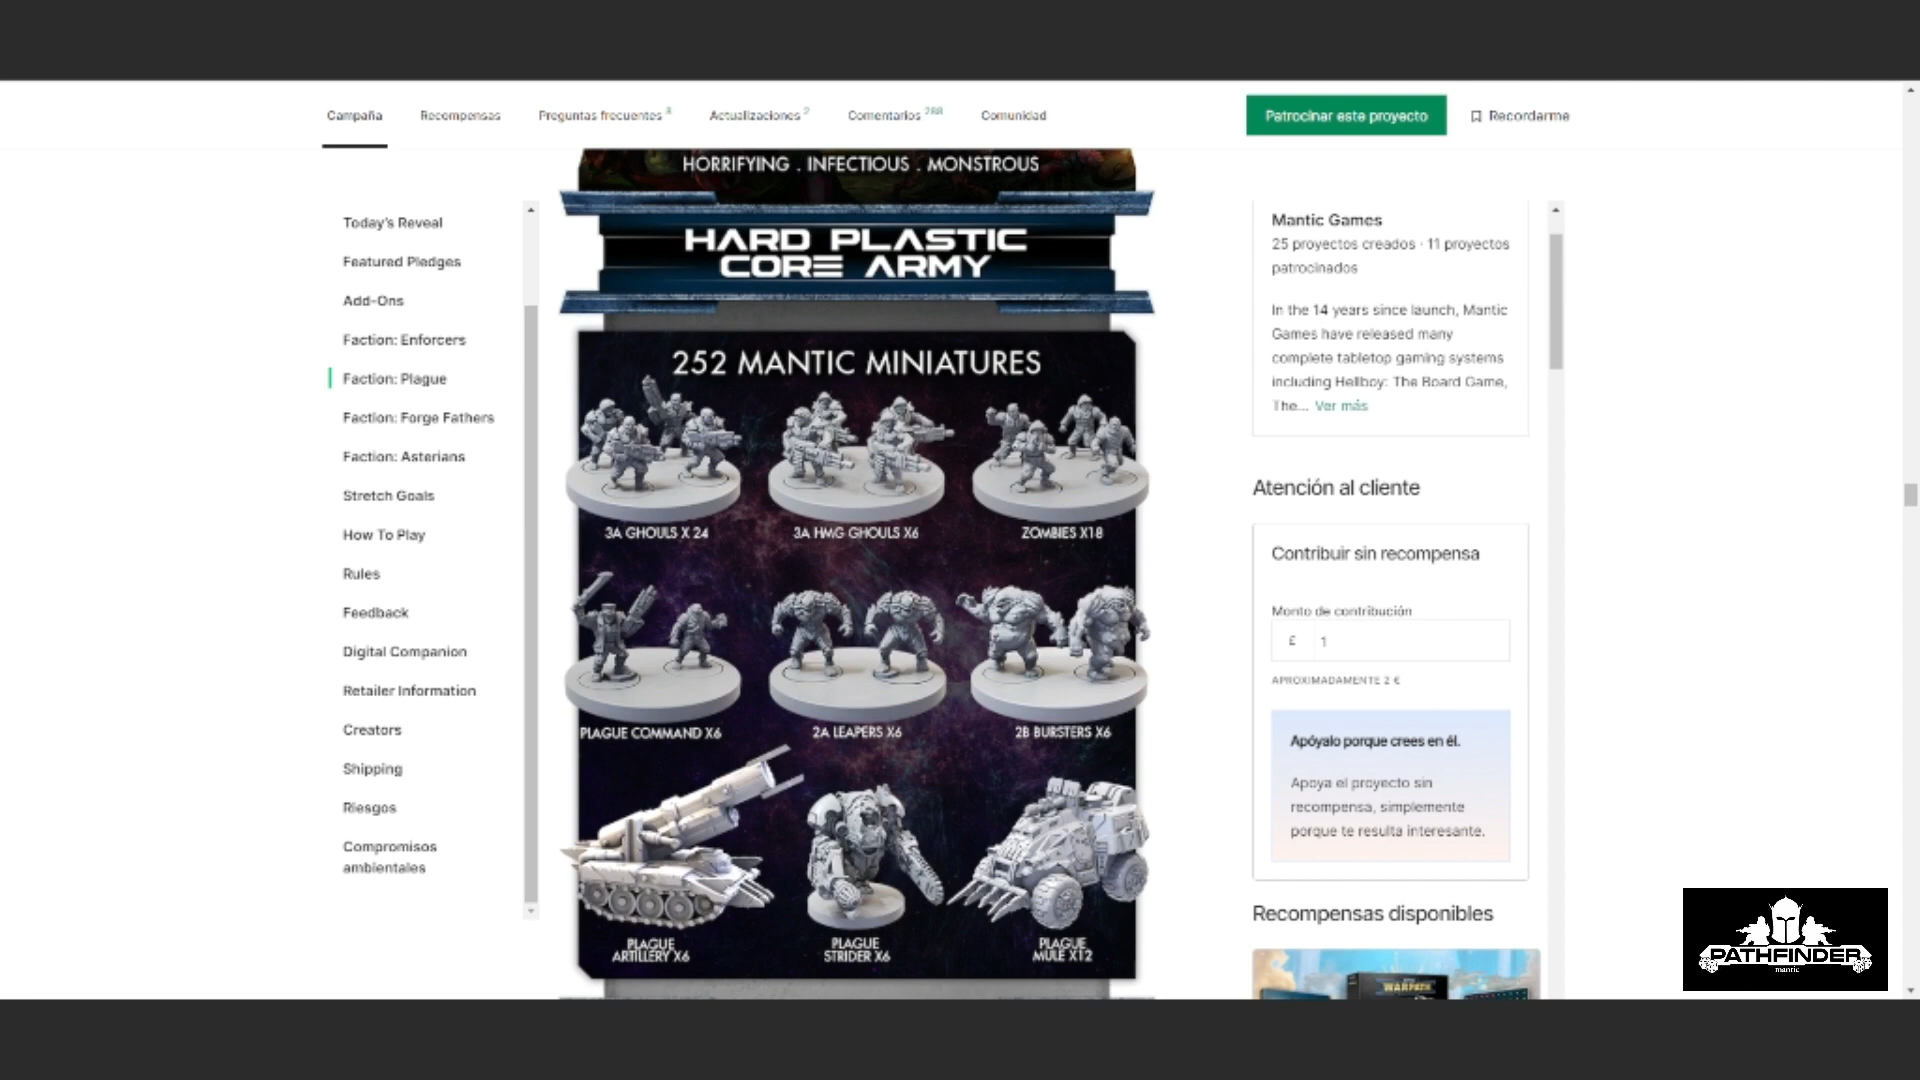 Campaña
Recompensas
Preguntas frecuentes 8
Actualizaciones 2
Comentarios 288
Comunidad
Patrocinar este proyecto
Recordarme
Today's Reveal
Featured Pledges
Add-Ons
Faction: Enforcers
Faction: Plague
Faction: Forge Fathers
Faction: Asterians
Stretch Goals
How To Play
Rules
Feedback
Digital Companion
Retailer Information
Creators
Shipping
Riesgos
Compromisos
ambientales
HORRIFYING . INFECTIOUS . MONSTROUS
HARD PLASTIC
CORE ARMY
252 MANTIC MINIATURES
3A GHOULS X 24
3A HMG GHOULS X6
ZOMBIES X18
PLAGUE COMMAND X6
2A LEAPERS X6
2B BURSTERS X6
PLAGUE
ARTILLERY X6
PLAGUE
STRIDER X6
PLAGUE
MULE X12
Mantic Games
25 proyectos creados · 11 proyectos
patrocinados
In the 14 years since launch, Mantic
Games have released many
complete tabletop gaming systems
including Hellboy: The Board Game,
The... Ver más
Atención al cliente
Contribuir sin recompensa
Monto de contribución
£ 1
APROXIMADAMENTE 2 €
Apóyalo porque crees en él.
Apoya el proyecto sin
recompensa, simplemente
porque te resulta interesante.
Recompensas disponibles
WARPATH
PATHFINDER
mantic